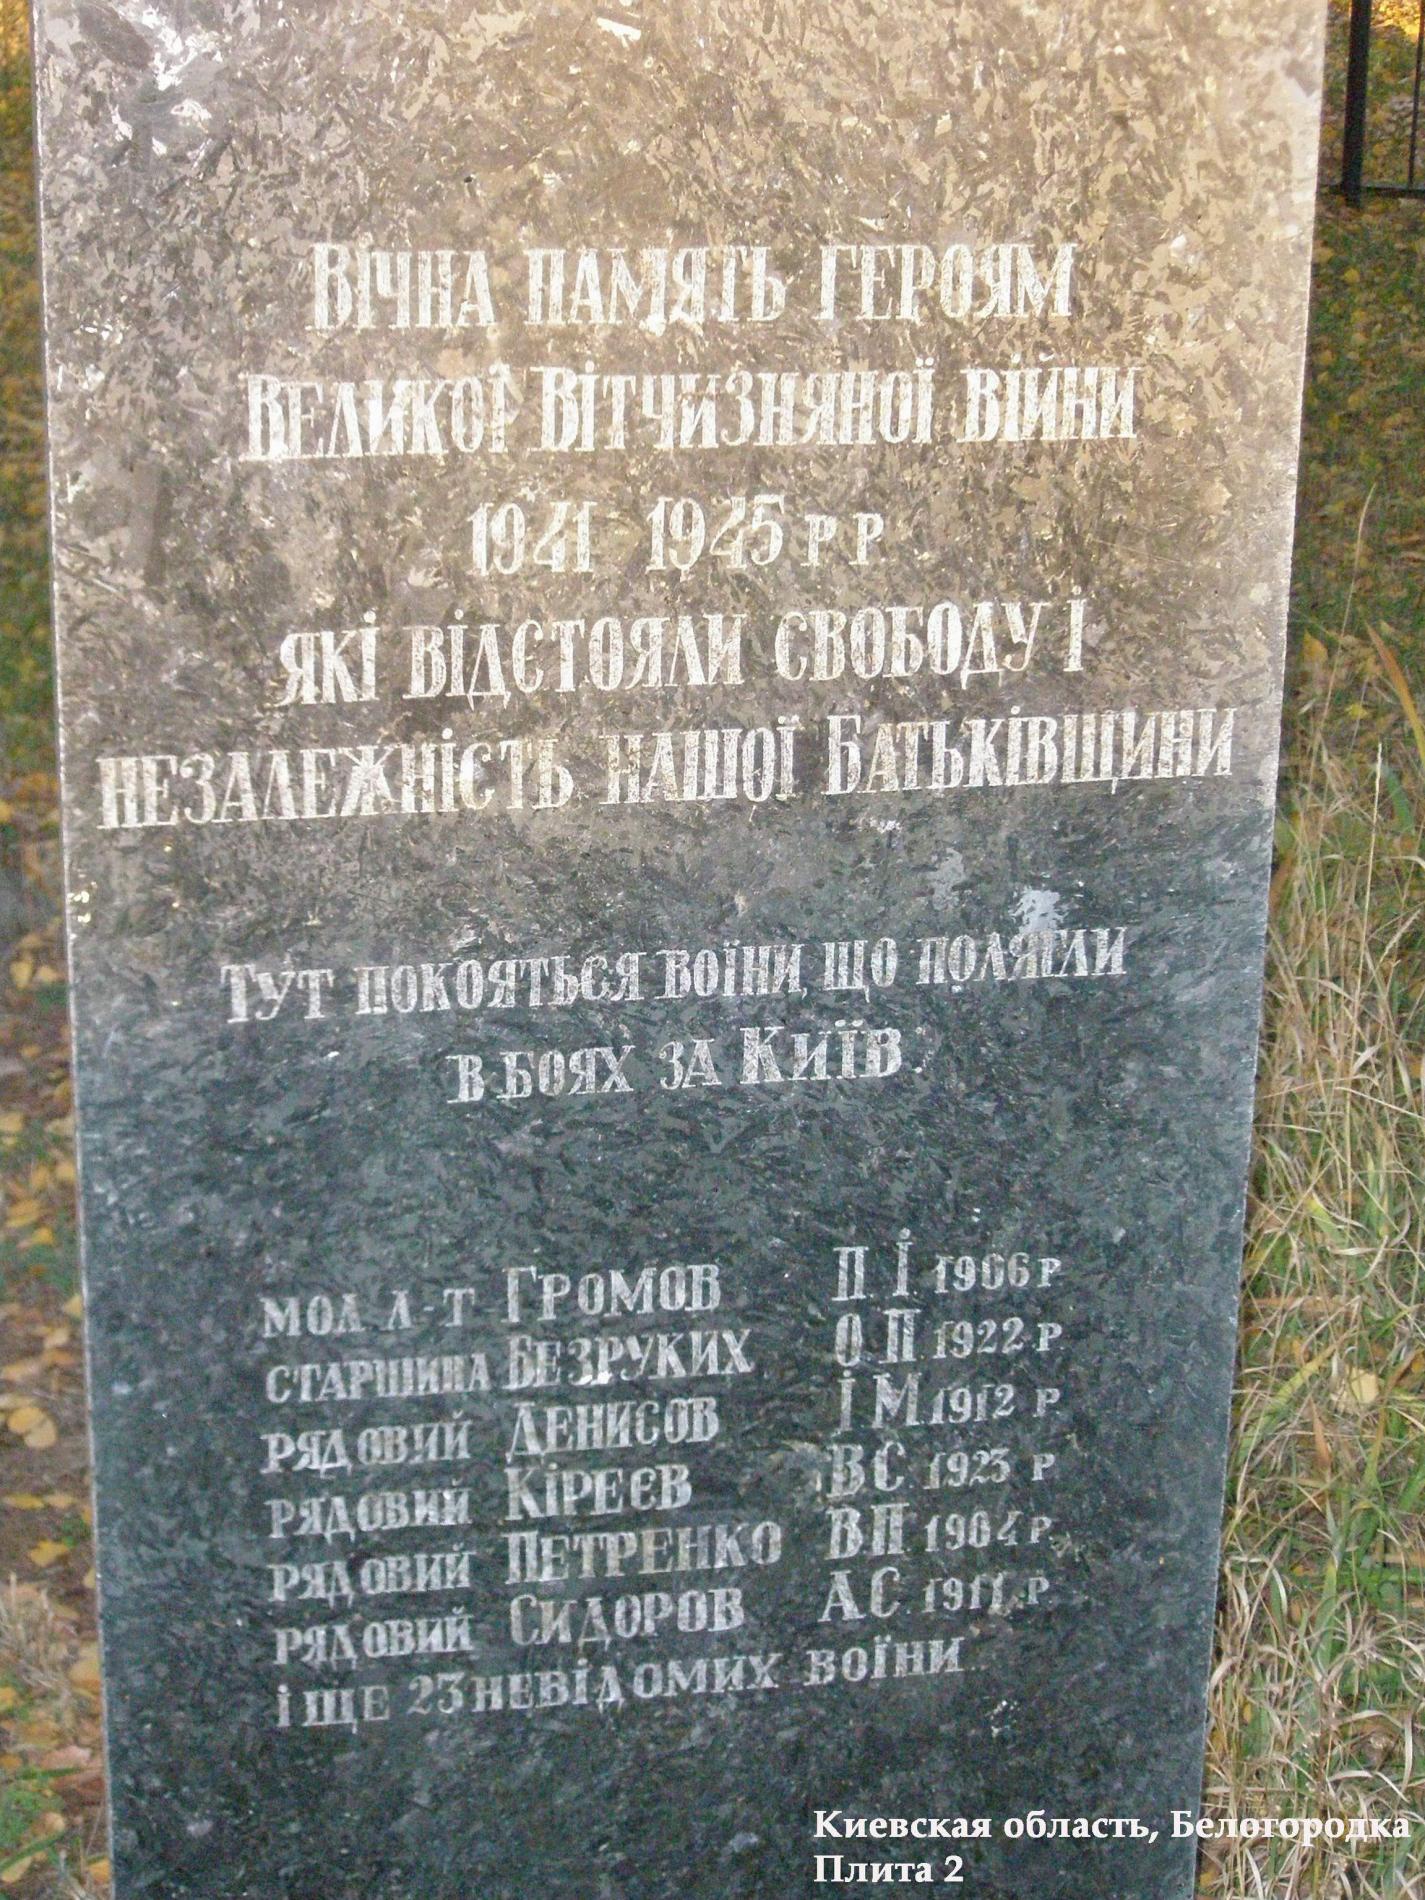 Вічна память героям
Великої Вітчизняної війни
1941 1945 р р
які відстояли свободу і
незалежність нашої Батьківщини
Тут покояться воїни, що полягли
в боях за Київ.
мол л-т Громов П І 1906 р
старшина Безруких О П 1922 р
рядовий Денисов І М 1912 р
рядовий Кіреєв В С 1923 р
рядовий Петренко В П 1904 р
рядовий Сидоров А С 1911 р
і ще 23 невідомих воїни
Киевская область, Белогородка
Плита 2